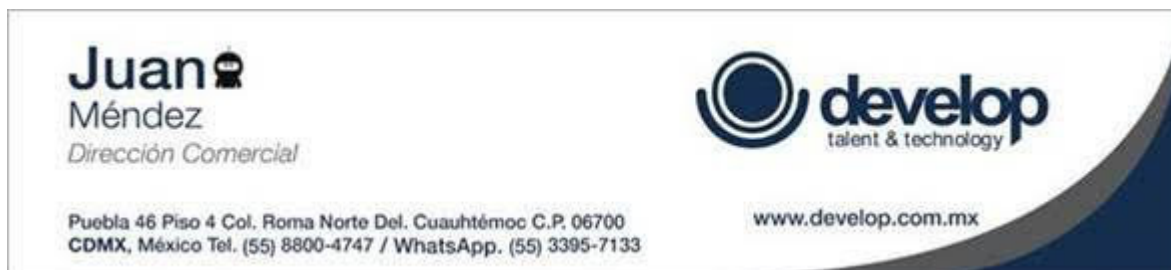 Juan
Méndez
Dirección Comercial
Puebla 46 Piso 4 Col. Roma Norte Del. Cuauhtémoc C.P. 06700
CDMX, México Tel. (55) 8800-4747 / WhatsApp. (55) 3395-7133
develop
talent & technology
www.develop.com.mx